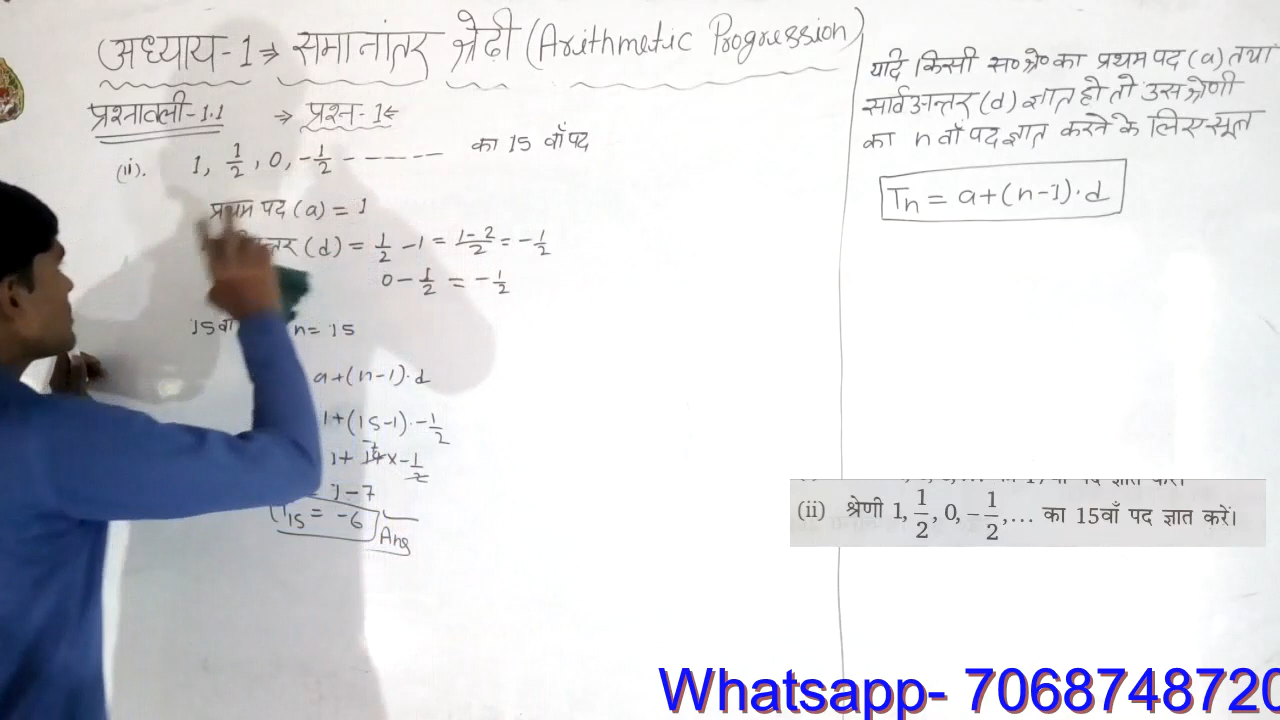 अध्याय-1 ⇒ समानांतर श्रेढ़ी (Arithmetic Progression)
प्रश्नावली-1.1 → प्रश्न-1
(ii). 1, 1/2, 0, -1/2 ----- का 15 वाँ पद
प्रथम पद (a) = 1
न्तर (d) = 1/2 - 1 = 1-2/2 = -1/2
0 - 1/2 = -1/2
15वा n = 15
a+(n-1).d
1+(15-1).-1/2
1+ 14 x -1/2
= 1-7
T15 = -6 Ans
यदि किसी स० श्रे० का प्रथम पद (a) तथा
सार्वअन्तर (d) ज्ञात हो तो उस श्रेणी
का n वाँ पद ज्ञात करने के लिए सूत्र
Tn = a+(n-1).d
(ii) श्रेणी 1, 1/2, 0, -1/2, ... का 15वाँ पद ज्ञात करें।
Whatsapp- 706874872